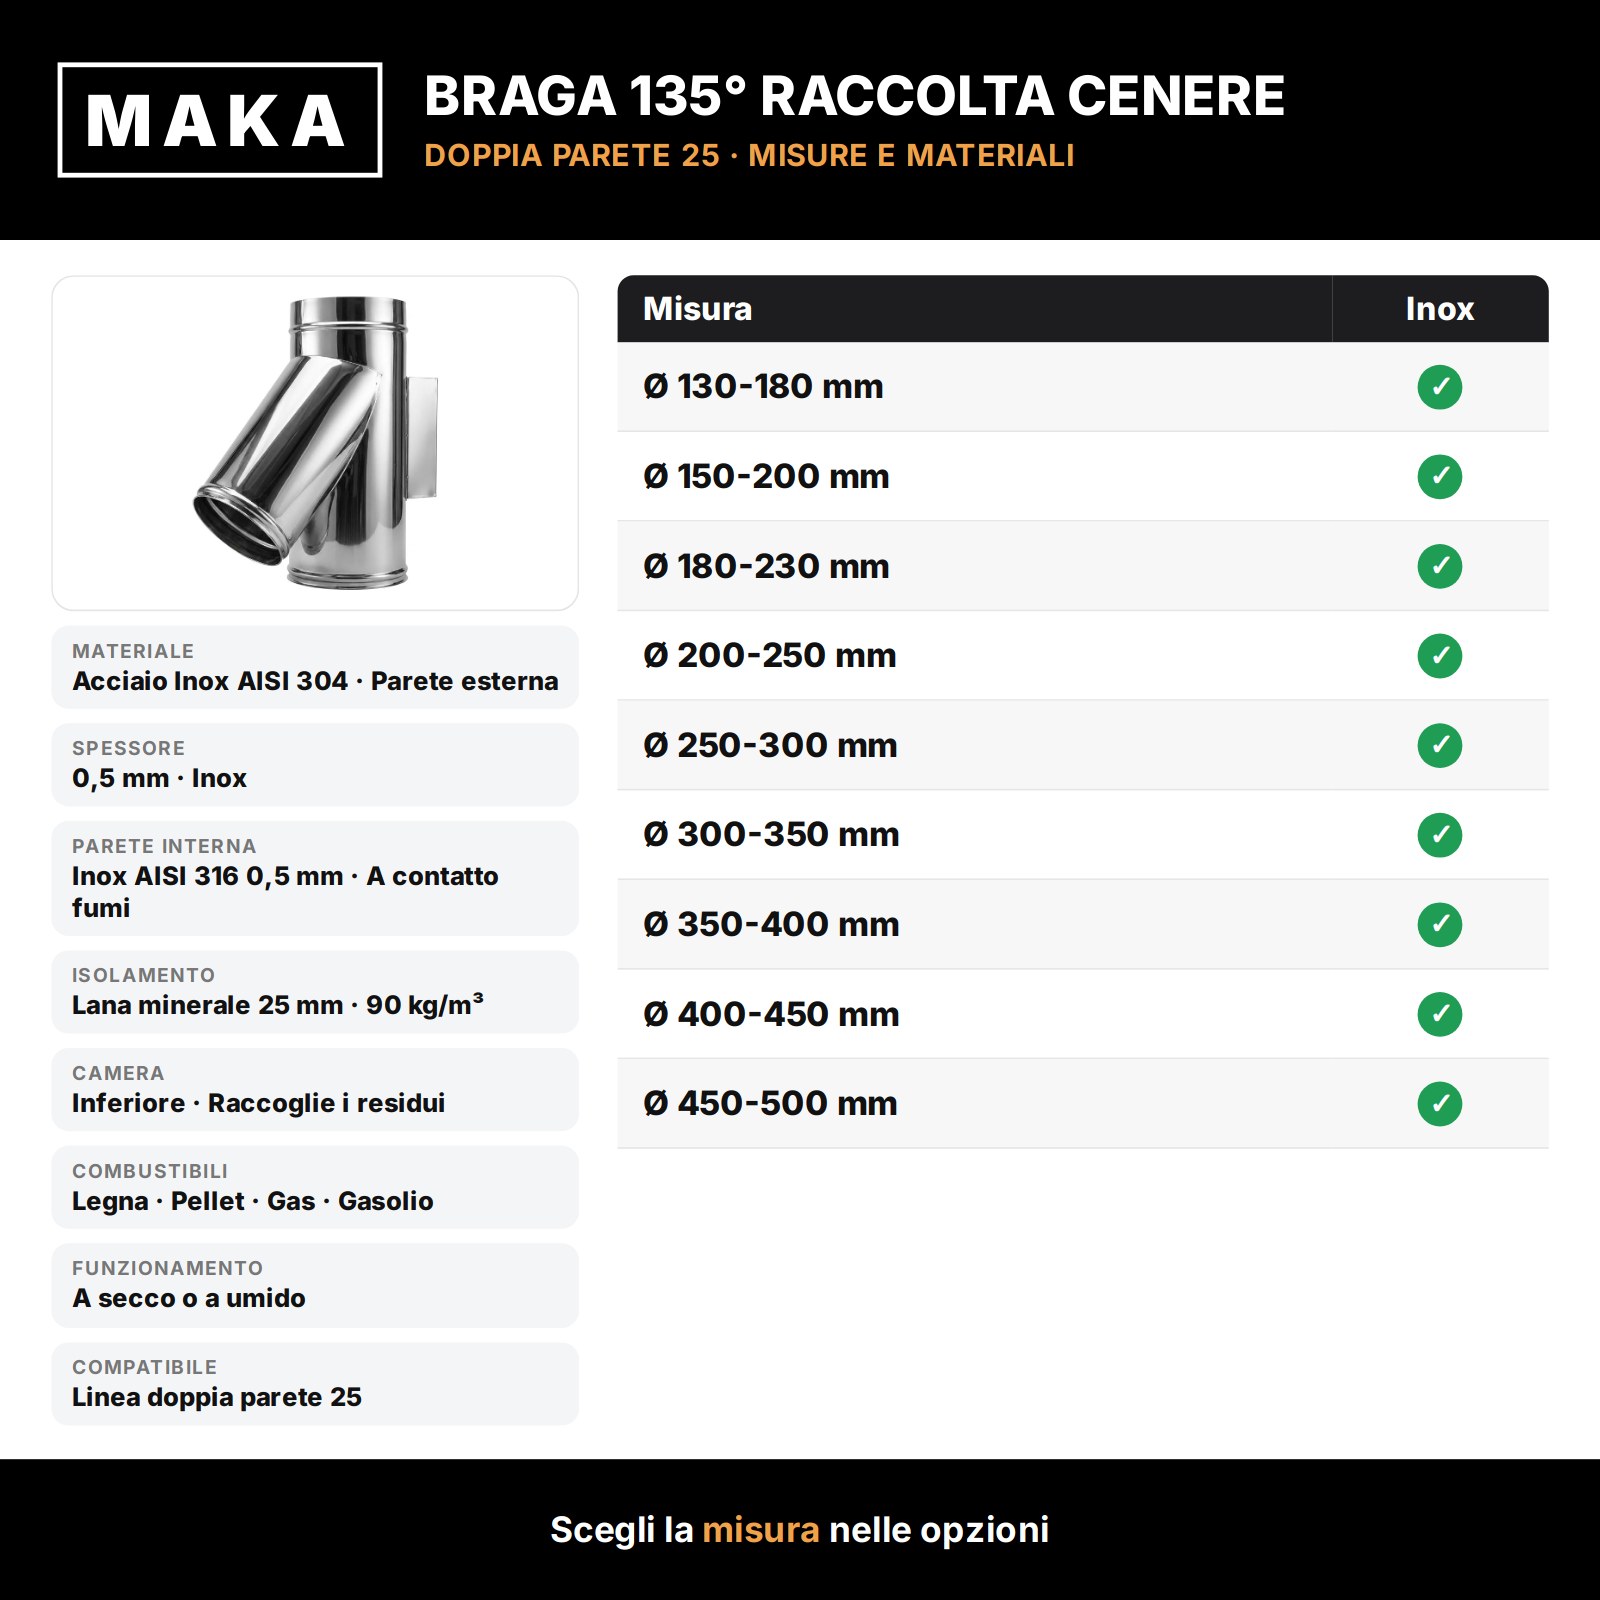 MAKA
BRAGA 135° RACCOLTA CENERE
DOPPIA PARETE 25 · MISURE E MATERIALI
MATERIALE
Acciaio Inox AISI 304 · Parete esterna
SPESSORE
0,5 mm · Inox
PARETE INTERNA
Inox AISI 316 0,5 mm · A contatto
fumi
ISOLAMENTO
Lana minerale 25 mm · 90 kg/m³
CAMERA
Inferiore · Raccoglie i residui
COMBUSTIBILI
Legna · Pellet · Gas · Gasolio
FUNZIONAMENTO
A secco o a umido
COMPATIBILE
Linea doppia parete 25
Misura Inox
Ø 130-180 mm ✓
Ø 150-200 mm ✓
Ø 180-230 mm ✓
Ø 200-250 mm ✓
Ø 250-300 mm ✓
Ø 300-350 mm ✓
Ø 350-400 mm ✓
Ø 400-450 mm ✓
Ø 450-500 mm ✓
Scegli la misura nelle opzioni